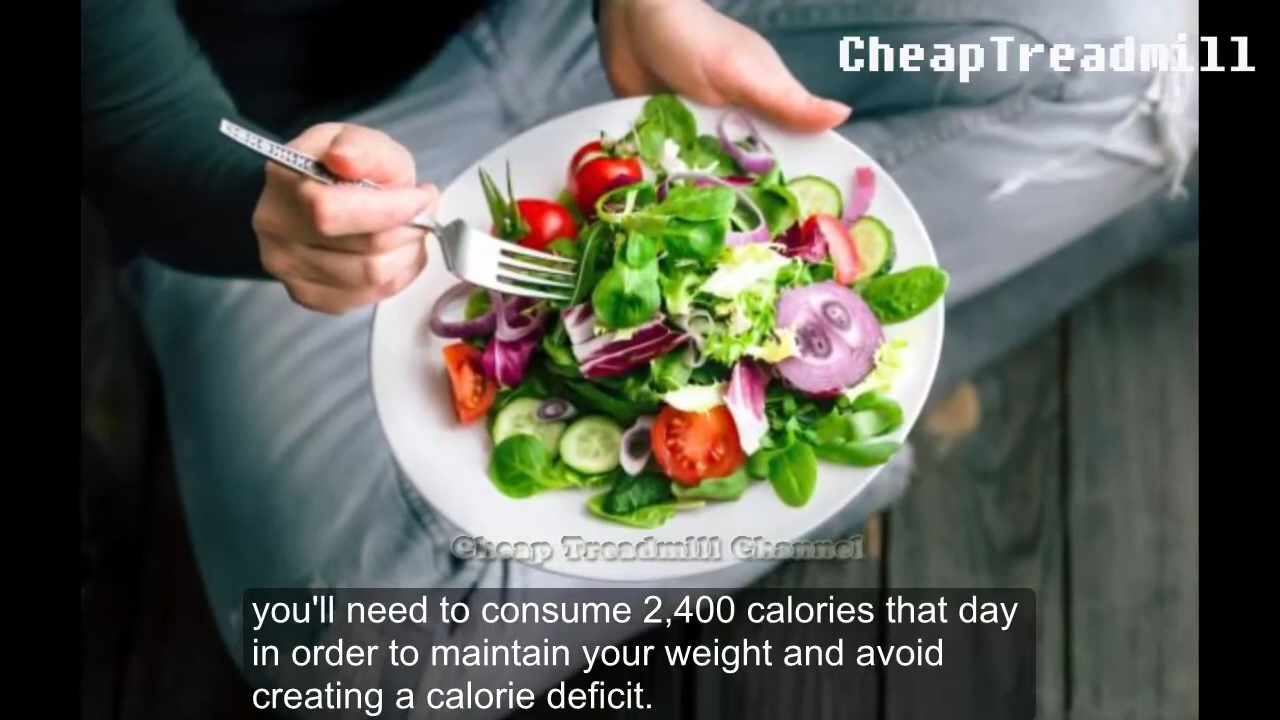 CheapTreadmill
Cheap Treadmill Channel
you'll need to consume 2,400 calories that day
in order to maintain your weight and avoid
creating a calorie deficit.